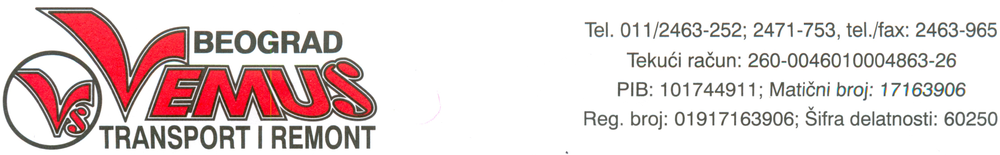 BEOGRAD
VEMUS
VS
TRANSPORT I REMONT
Tel. 011/2463-252; 2471-753, tel./fax: 2463-965
Tekući račun: 260-0046010004863-26
PIB: 101744911; Matični broj: 17163906
Reg. broj: 01917163906; Šifra delatnosti: 60250